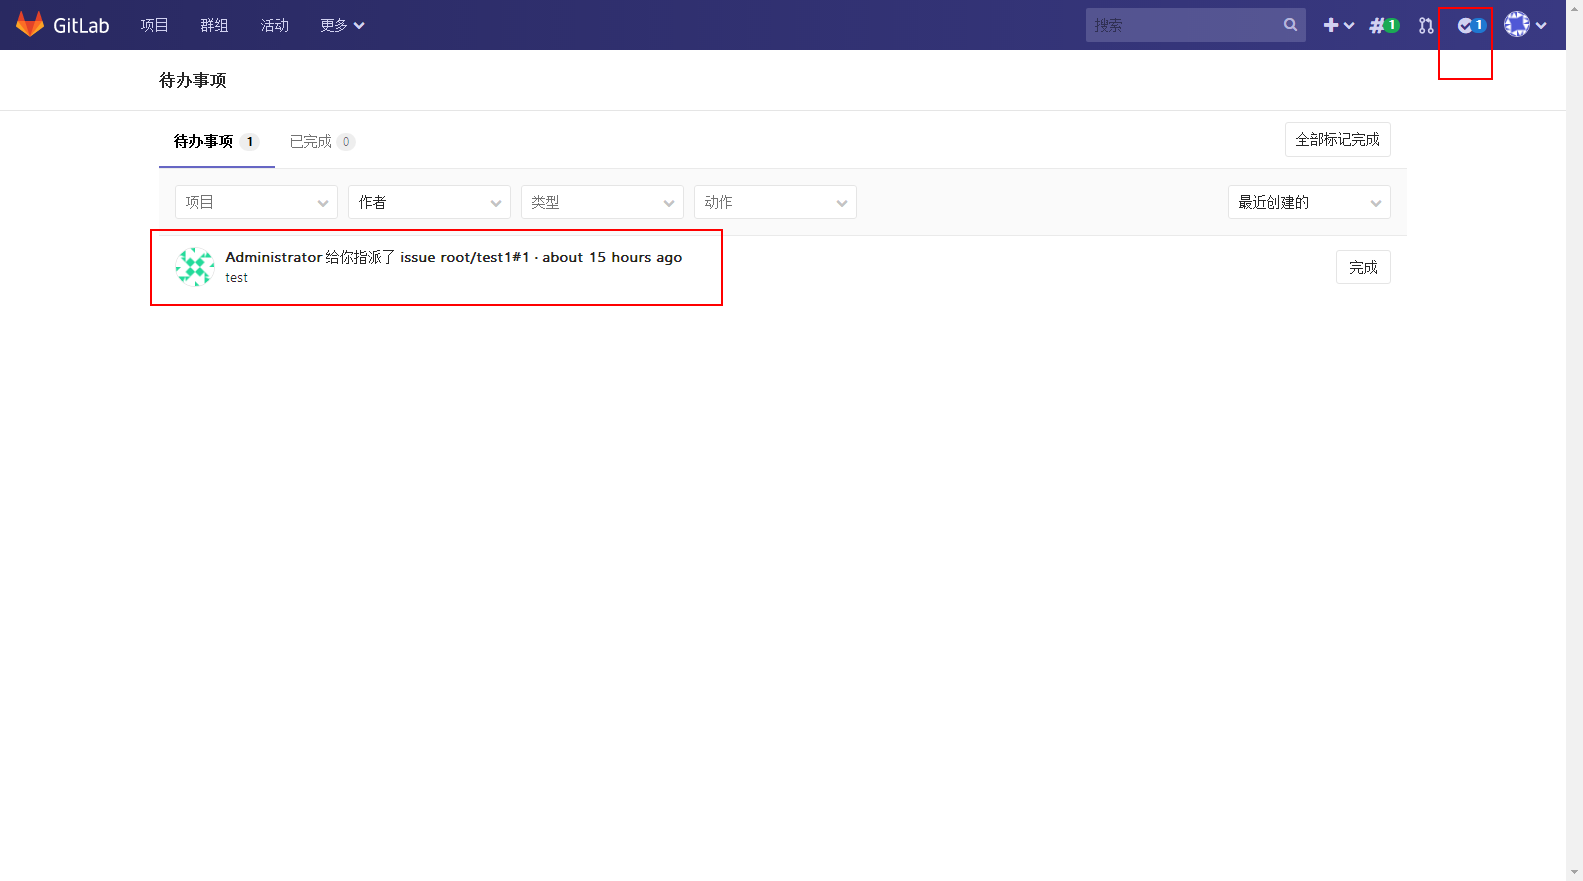 GitLab 项目 群组 活动 更多 搜索 1 1
待办事项
待办事项 1 已完成 0 全部标记完成
项目 作者 类型 动作 最近创建的
Administrator 给你指派了 issue root/test1#1 · about 15 hours ago
test
完成